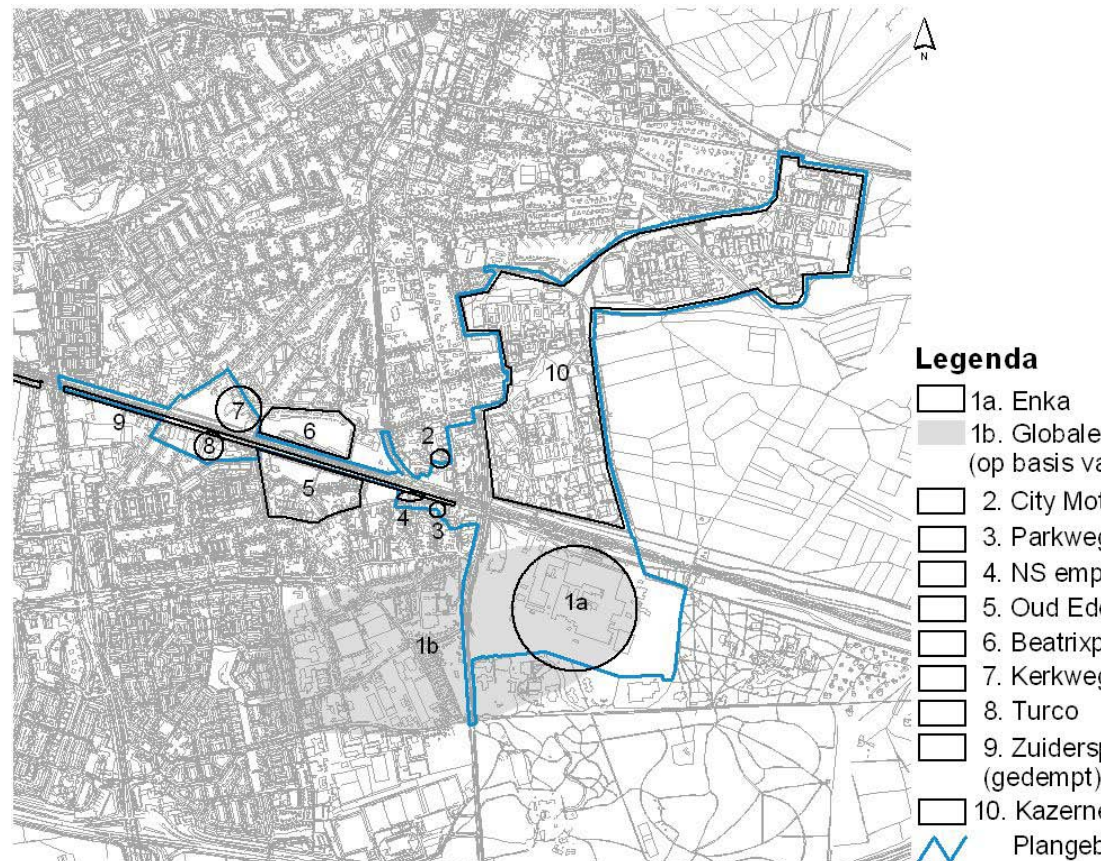 N
10
7
6
2
9
8
5
4
3
1a
1b
Legenda
1a. Enka
1b. Globale
(op basis va
2. City Mot
3. Parkweg
4. NS emp
5. Oud Ede
6. Beatrixp
7. Kerkweg
8. Turco
9. Zuidersp
(gedempt)
10. Kazerne
Plangeb